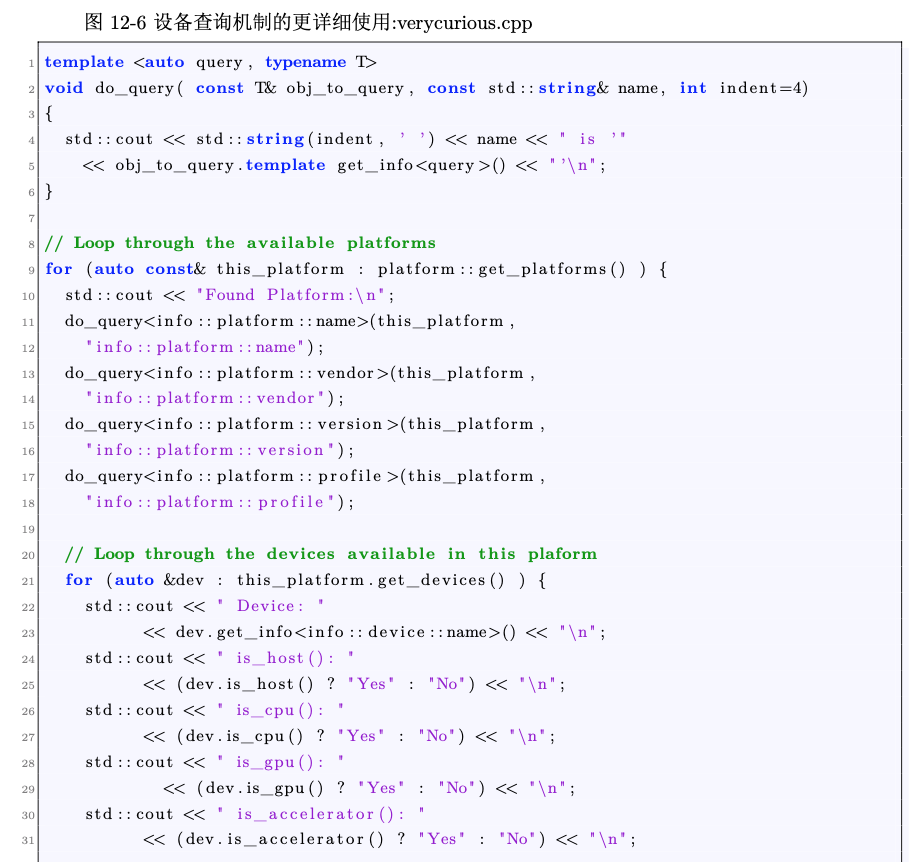 图 12-6 设备查询机制的更详细使用:verycurious.cpp
1 template <auto query, typename T>
2 void do_query( const T& obj_to_query, const std::string& name, int indent=4)
3 {
4   std::cout << std::string(indent, ' ') << name << " is '"
5     << obj_to_query.template get_info<query>() << "'\n";
6 }
7
8 // Loop through the available platforms
9 for (auto const& this_platform : platform::get_platforms() ) {
10   std::cout << "Found Platform:\n";
11   do_query<info::platform::name>(this_platform,
12     "info::platform::name");
13   do_query<info::platform::vendor>(this_platform,
14     "info::platform::vendor");
15   do_query<info::platform::version>(this_platform,
16     "info::platform::version");
17   do_query<info::platform::profile>(this_platform,
18     "info::platform::profile");
19
20   // Loop through the devices available in this plaform
21   for (auto &dev : this_platform.get_devices() ) {
22     std::cout << " Device: "
23           << dev.get_info<info::device::name>() << "\n";
24     std::cout << " is_host(): "
25           << (dev.is_host() ? "Yes" : "No") << "\n";
26     std::cout << " is_cpu(): "
27           << (dev.is_cpu() ? "Yes" : "No") << "\n";
28     std::cout << " is_gpu(): "
29             << (dev.is_gpu() ? "Yes" : "No") << "\n";
30     std::cout << " is_accelerator(): "
31           << (dev.is_accelerator() ? "Yes" : "No") << "\n";